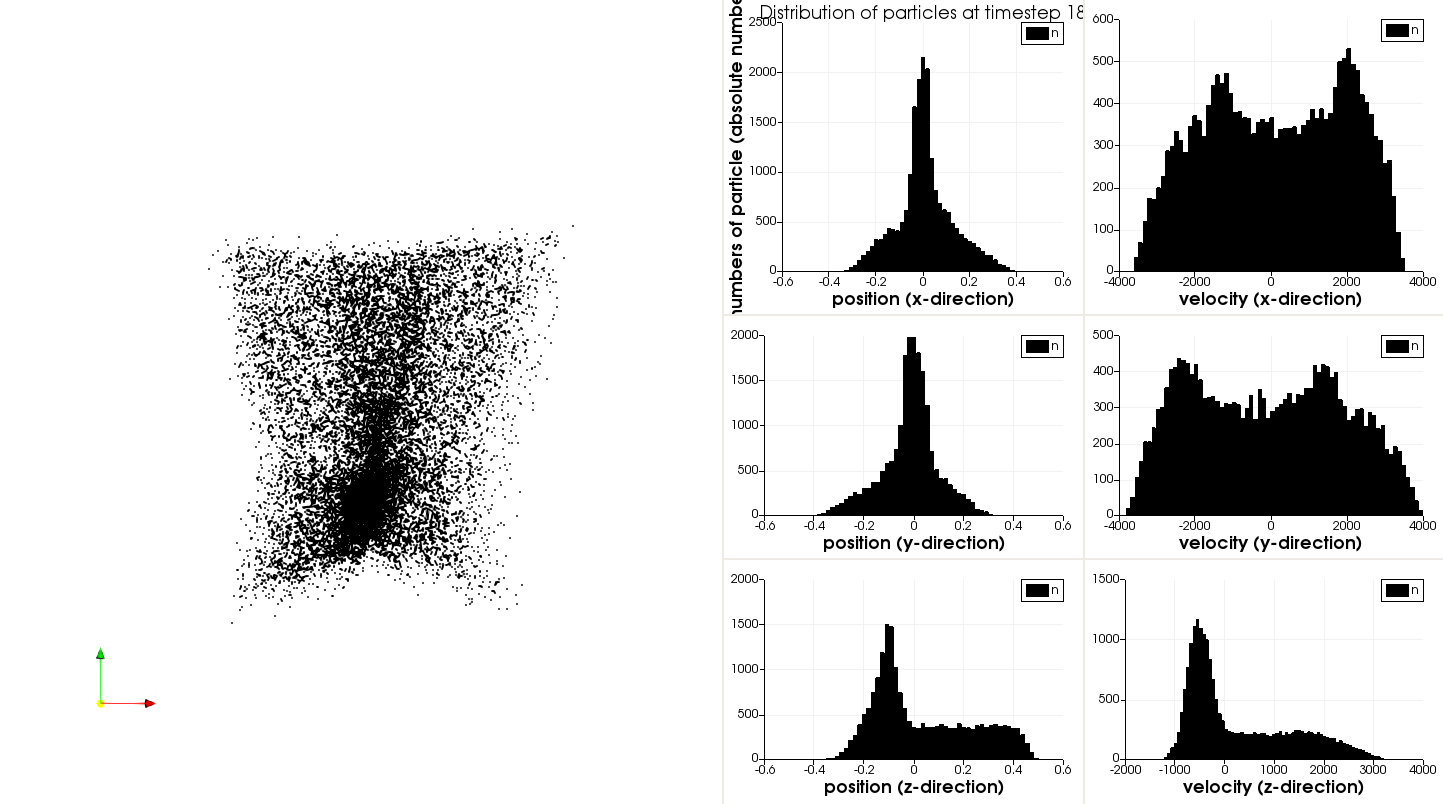 Distribution of particles at timestep 18
numbers of particle (absolute numbe
2500
2000
1500
1000
500
0
-0.6 -0.4 -0.2 0 0.2 0.4 0.6
position (x-direction)
n
600
500
400
300
200
100
0
-4000 -2000 0 2000 4000
velocity (x-direction)
n
2000
1500
1000
500
0
-0.6 -0.4 -0.2 0 0.2 0.4 0.6
position (y-direction)
n
500
400
300
200
100
0
-4000 -2000 0 2000 4000
velocity (y-direction)
n
2000
1500
1000
500
0
-0.6 -0.4 -0.2 0 0.2 0.4 0.6
position (z-direction)
n
1500
1000
500
0
-2000 -1000 0 1000 2000 3000 4000
velocity (z-direction)
n